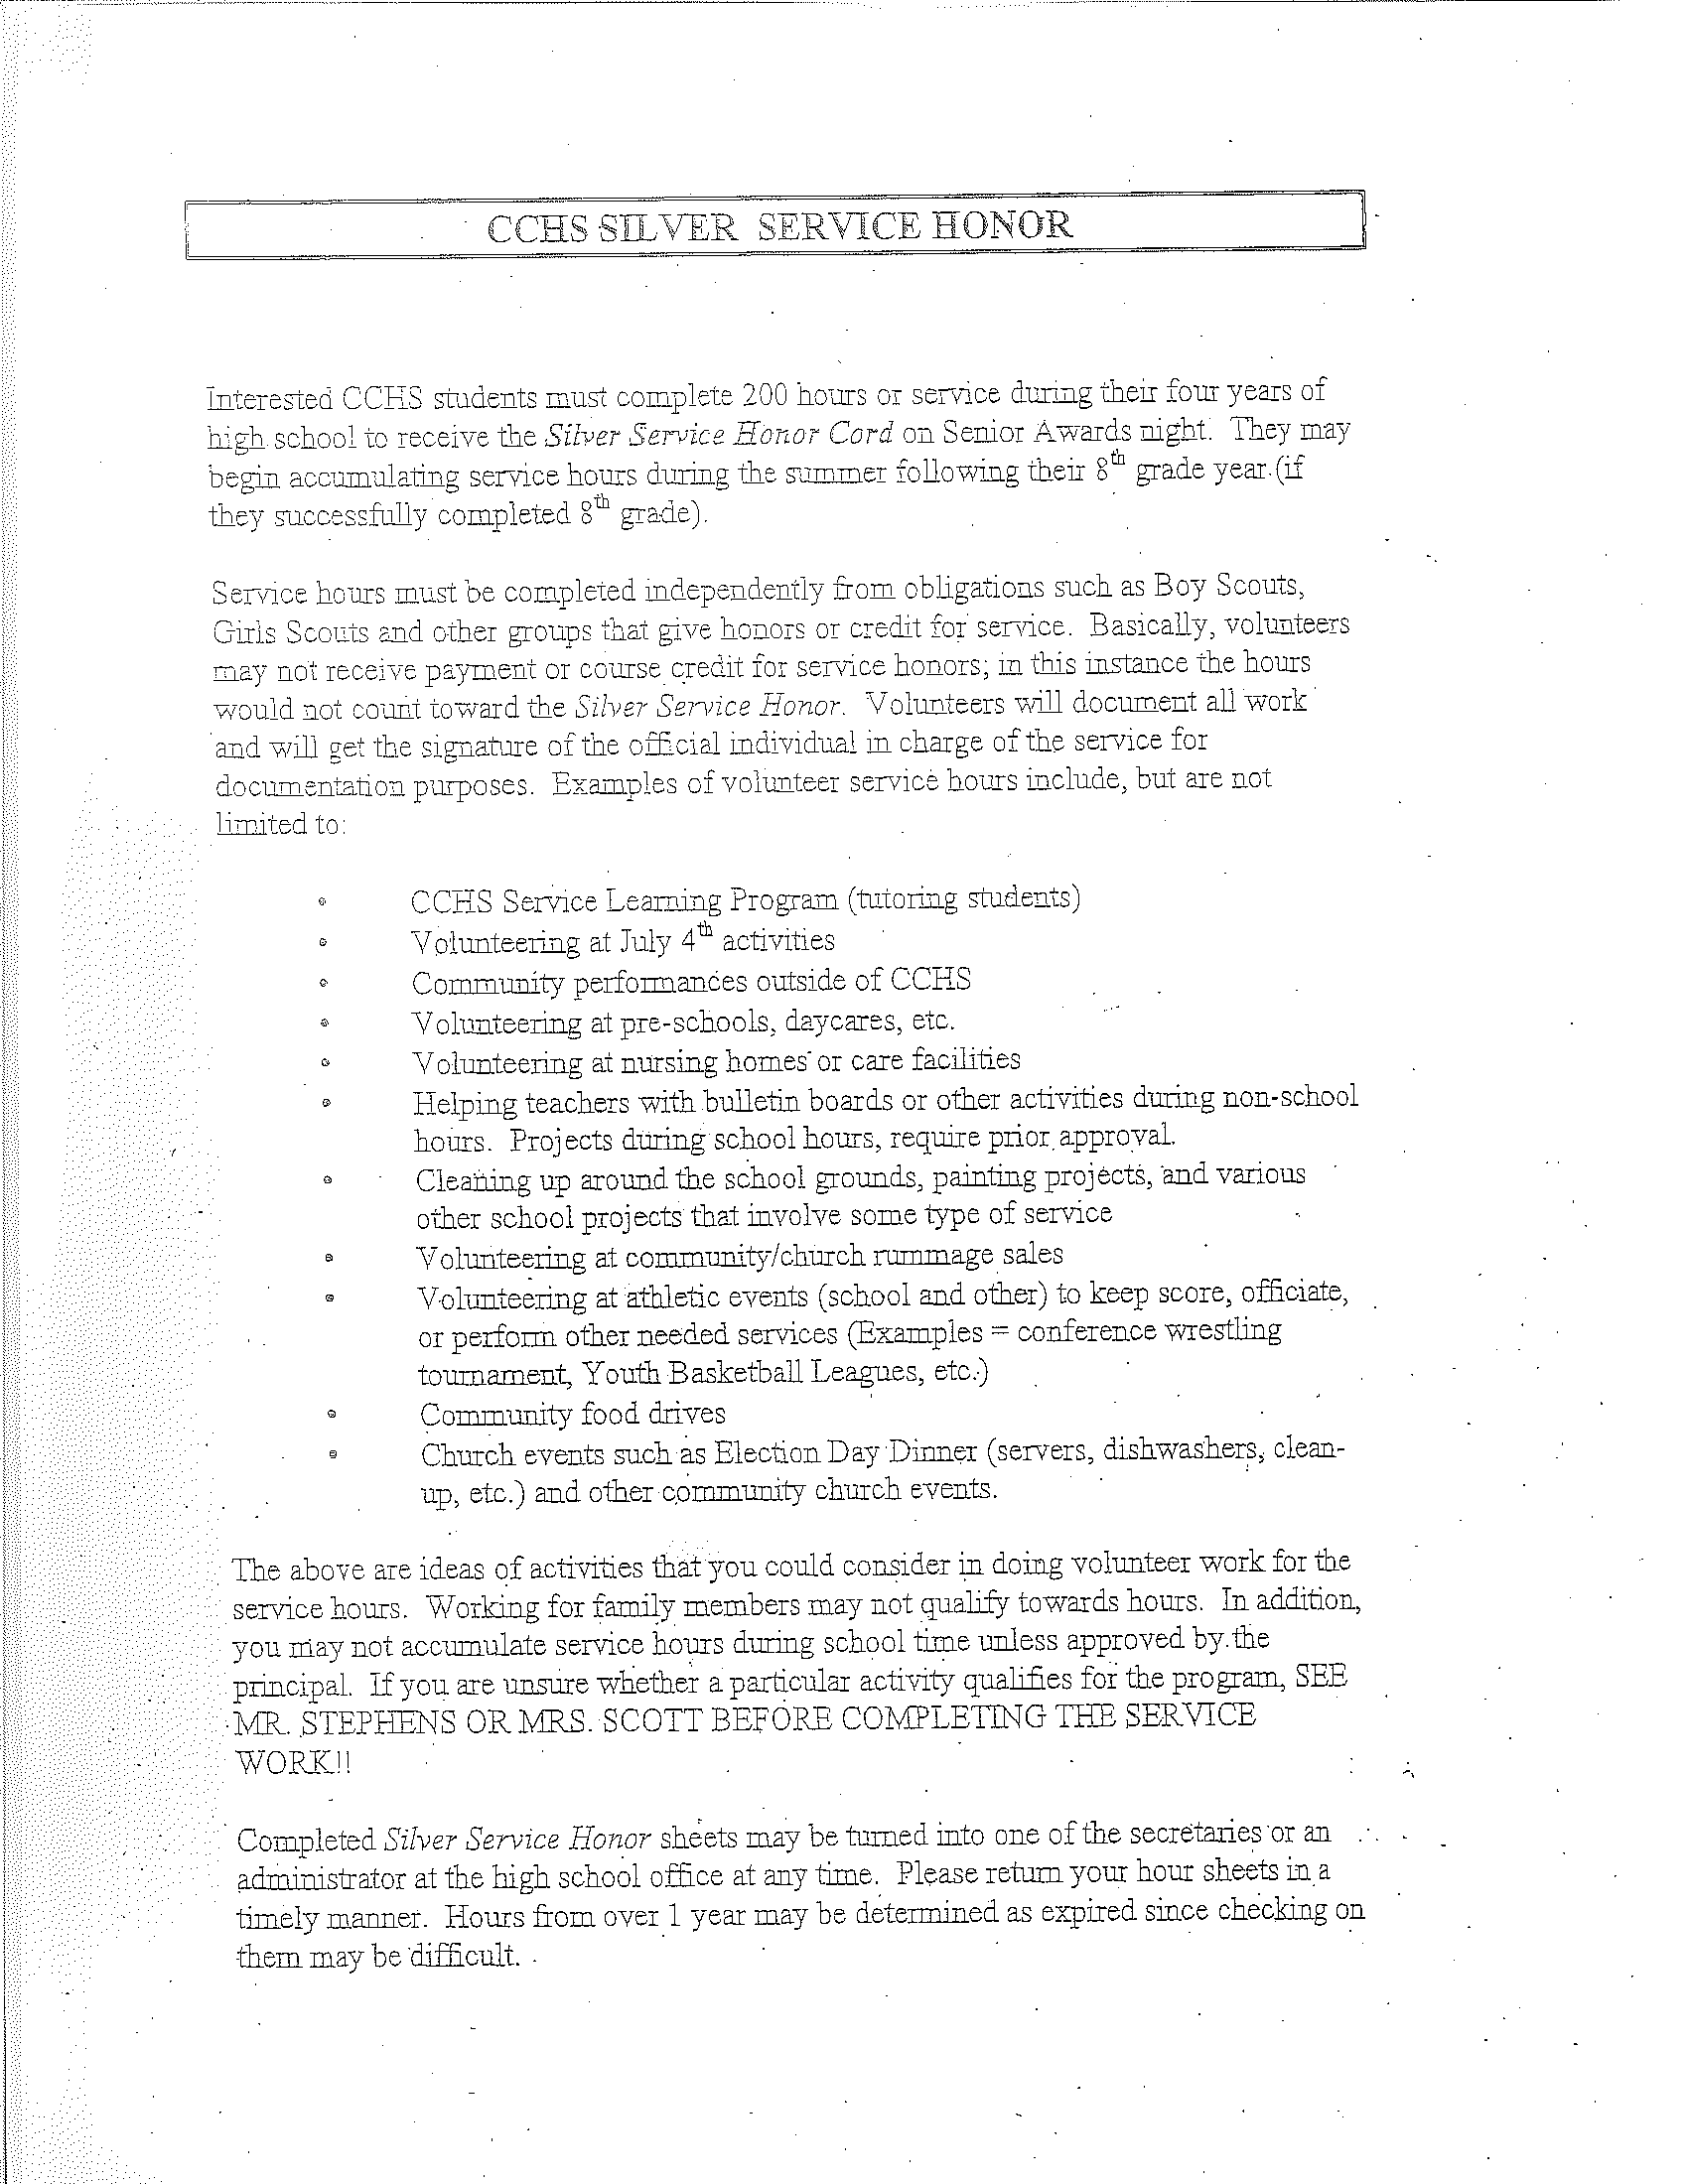 CCHS SILVER SERVICE HONOR
Interested CCHS students must complete 200 hours or service during their four years of
high school to receive the Silver Service Honor Cord on Senior Awards night. They may
begin accumulating service hours during the summer following their 8th grade year (if
they successfully completed 8th grade).
Service hours must be completed independently from obligations such as Boy Scouts,
Girls Scouts and other groups that give honors or credit for service. Basically, volunteers
may not receive payment or course credit for service honors; in this instance the hours
would not count toward the Silver Service Honor. Volunteers will document all work
and will get the signature of the official individual in charge of the service for
documentation purposes. Examples of volunteer service hours include, but are not
limited to:
• CCHS Service Learning Program (tutoring students)
• Volunteering at July 4th activities
• Community performances outside of CCHS
• Volunteering at pre-schools, daycares, etc.
• Volunteering at nursing homes or care facilities
• Helping teachers with bulletin boards or other activities during non-school
hours. Projects during school hours, require prior approval.
• Cleaning up around the school grounds, painting projects, and various
other school projects that involve some type of service
• Volunteering at community/church rummage sales
• Volunteering at athletic events (school and other) to keep score, officiate,
or perform other needed services (Examples = conference wrestling
tournament, Youth Basketball Leagues, etc.)
• Community food drives
• Church events such as Election Day Dinner (servers, dishwashers, clean-
up, etc.) and other community church events.
The above are ideas of activities that you could consider in doing volunteer work for the
service hours. Working for family members may not qualify towards hours. In addition,
you may not accumulate service hours during school time unless approved by the
principal. If you are unsure whether a particular activity qualifies for the program, SEE
MR. STEPHENS OR MRS. SCOTT BEFORE COMPLETING THE SERVICE
WORK!!
Completed Silver Service Honor sheets may be turned into one of the secretaries or an
administrator at the high school office at any time. Please return your hour sheets in a
timely manner. Hours from over 1 year may be determined as expired since checking on
them may be difficult.